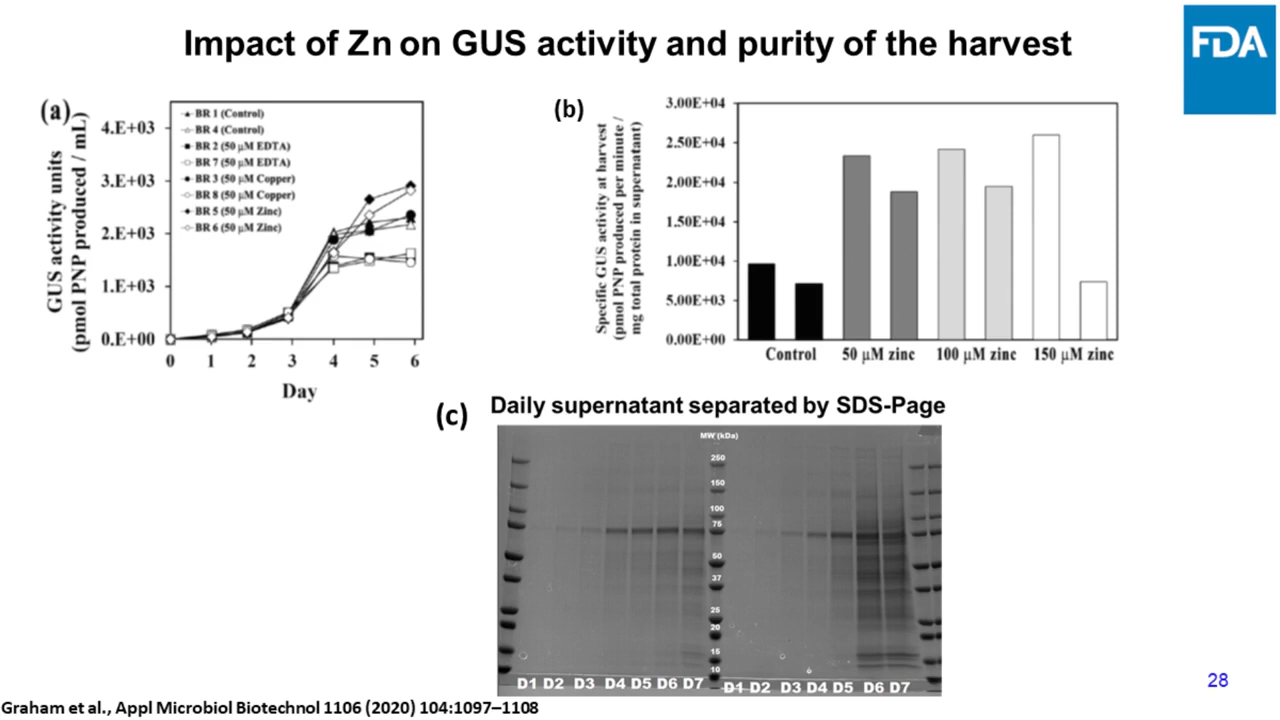 Impact of Zn on GUS activity and purity of the harvest
FDA
(a)
GUS activity units
(pmol PNP produced / mL)
4.E+03
3.E+03
2.E+03
1.E+03
0.E+00
BR 1 (Control)
BR 4 (Control)
BR 2 (50 µM EDTA)
BR 7 (50 µM EDTA)
BR 3 (50 µM Copper)
BR 8 (50 µM Copper)
BR 5 (50 µM Zinc)
BR 6 (50 µM Zinc)
0 1 2 3 4 5 6
Day
(b)
Specific GUS activity at harvest
(pmol PNP produced per minute /
mg total protein in supernatant)
3.00E+04
2.50E+04
2.00E+04
1.50E+04
1.00E+04
5.00E+03
0.00E+00
Control 50 µM zinc 100 µM zinc 150 µM zinc
(c)
Daily supernatant separated by SDS-Page
MW (kDa)
250
150
100
75
50
37
25
20
15
10
D1 D2 D3 D4 D5 D6 D7 D1 D2 D3 D4 D5 D6 D7
28
Graham et al., Appl Microbiol Biotechnol 1106 (2020) 104:1097–1108